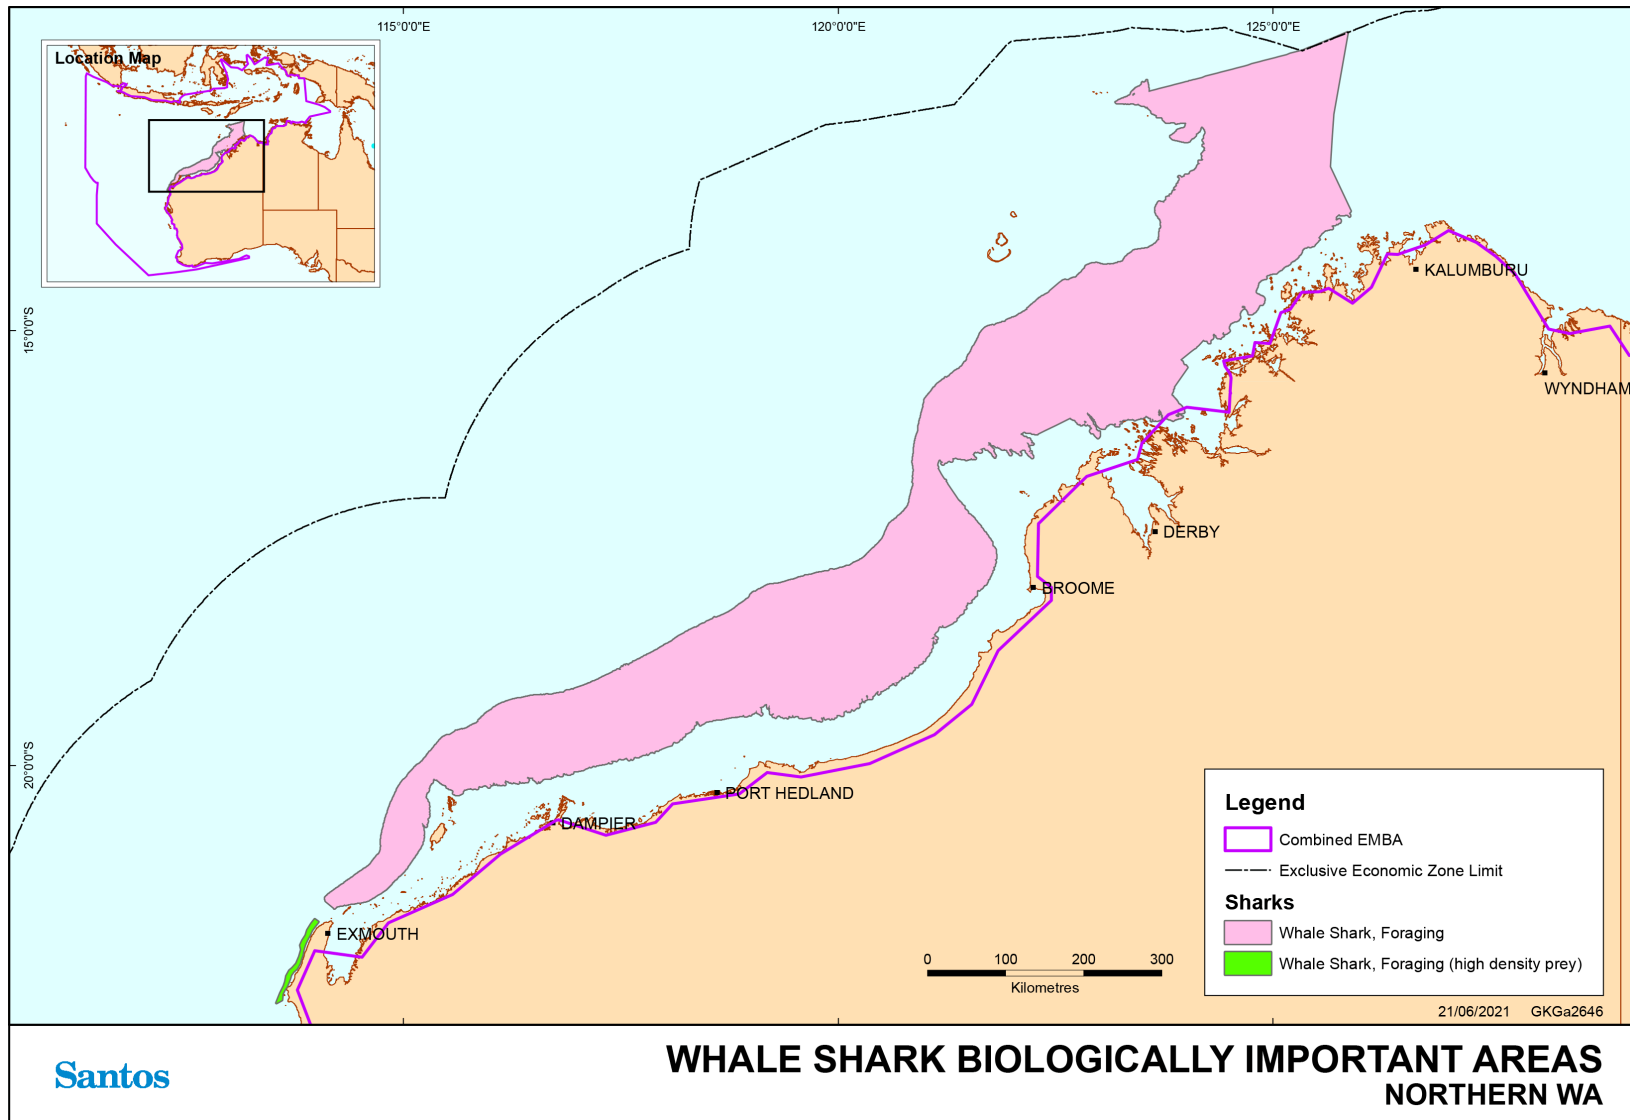 115°0'0"E
120°0'0"E
125°0'0"E
Location Map
15°0'0"S
20°0'0"S
KALUMBURU
WYNDHAM
DERBY
BROOME
PORT HEDLAND
DAMPIER
EXMOUTH
0 100 200 300
Kilometres
Legend
Combined EMBA
Exclusive Economic Zone Limit
Sharks
Whale Shark, Foraging
Whale Shark, Foraging (high density prey)
21/06/2021 GKGa2646
Santos
WHALE SHARK BIOLOGICALLY IMPORTANT AREAS
NORTHERN WA